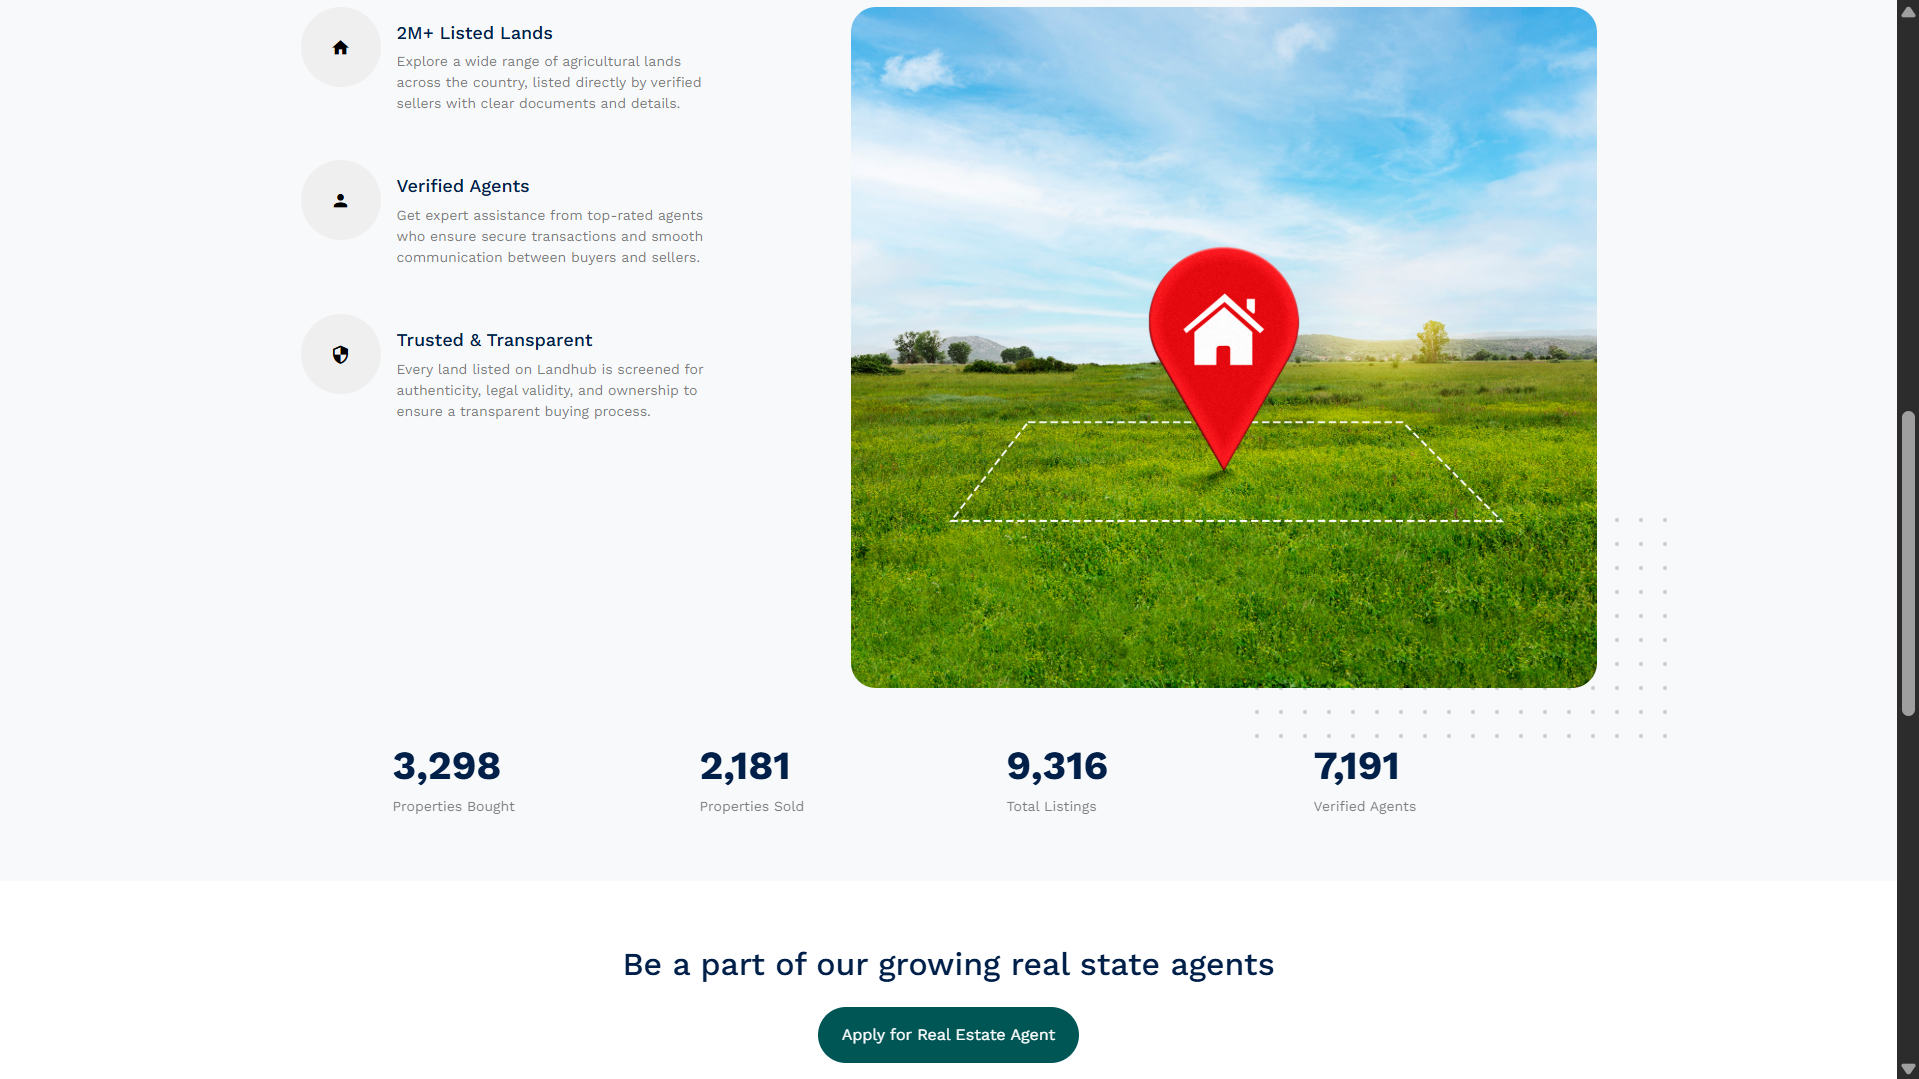 2M+ Listed Lands
Explore a wide range of agricultural lands
across the country, listed directly by verified
sellers with clear documents and details.
Verified Agents
Get expert assistance from top-rated agents
who ensure secure transactions and smooth
communication between buyers and sellers.
Trusted & Transparent
Every land listed on Landhub is screened for
authenticity, legal validity, and ownership to
ensure a transparent buying process.
3,298
Properties Bought
2,181
Properties Sold
9,316
Total Listings
7,191
Verified Agents
Be a part of our growing real state agents
Apply for Real Estate Agent